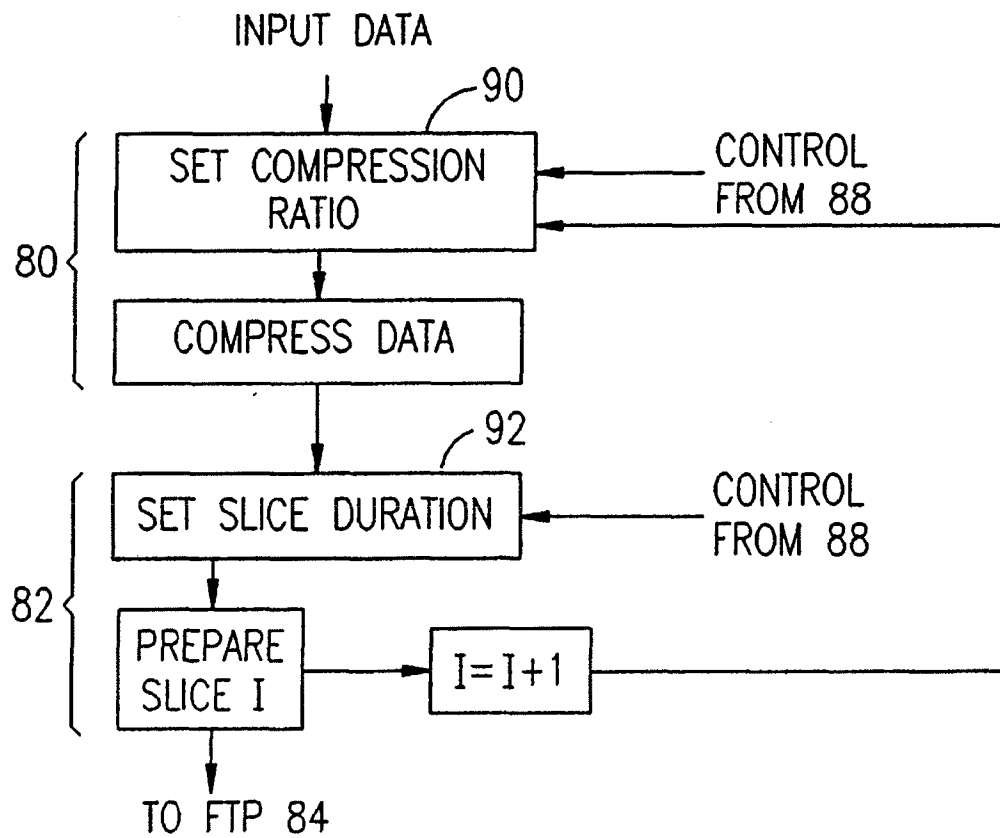 INPUT DATA
90
SET COMPRESSION
RATIO
CONTROL
FROM 88
80
COMPRESS DATA
92
SET SLICE DURATION
CONTROL
FROM 88
82
PREPARE
SLICE I
I=I+1
TO FTP 84